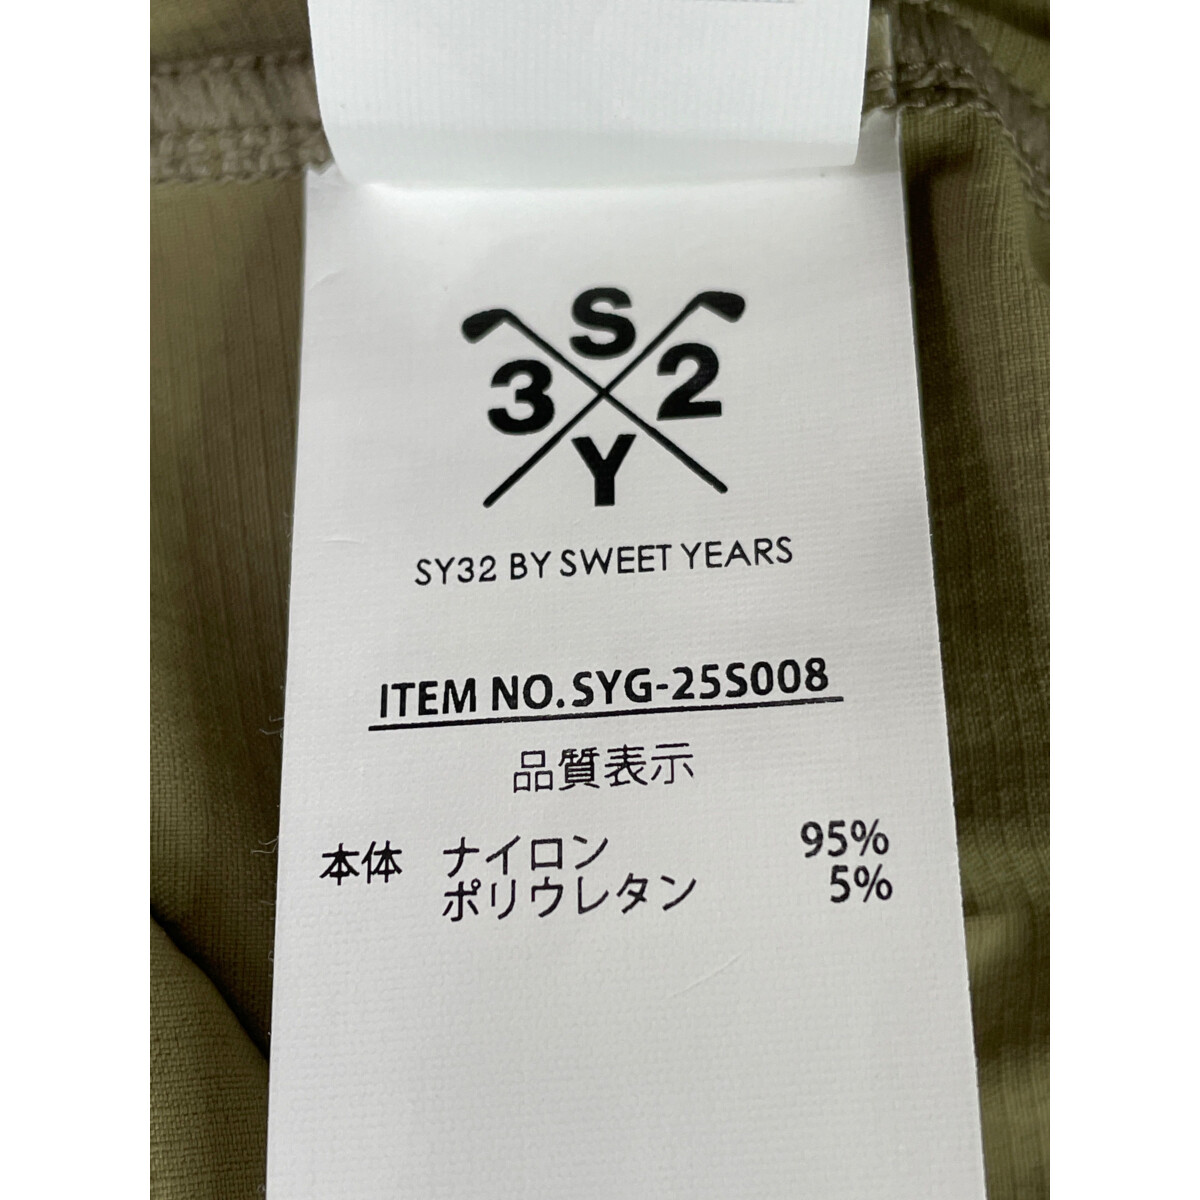 S
3 2
Y
SY32 BY SWEET YEARS
ITEM NO.SYG-25S008
品質表示
本体 ナイロン 95%
ポリウレタン 5%